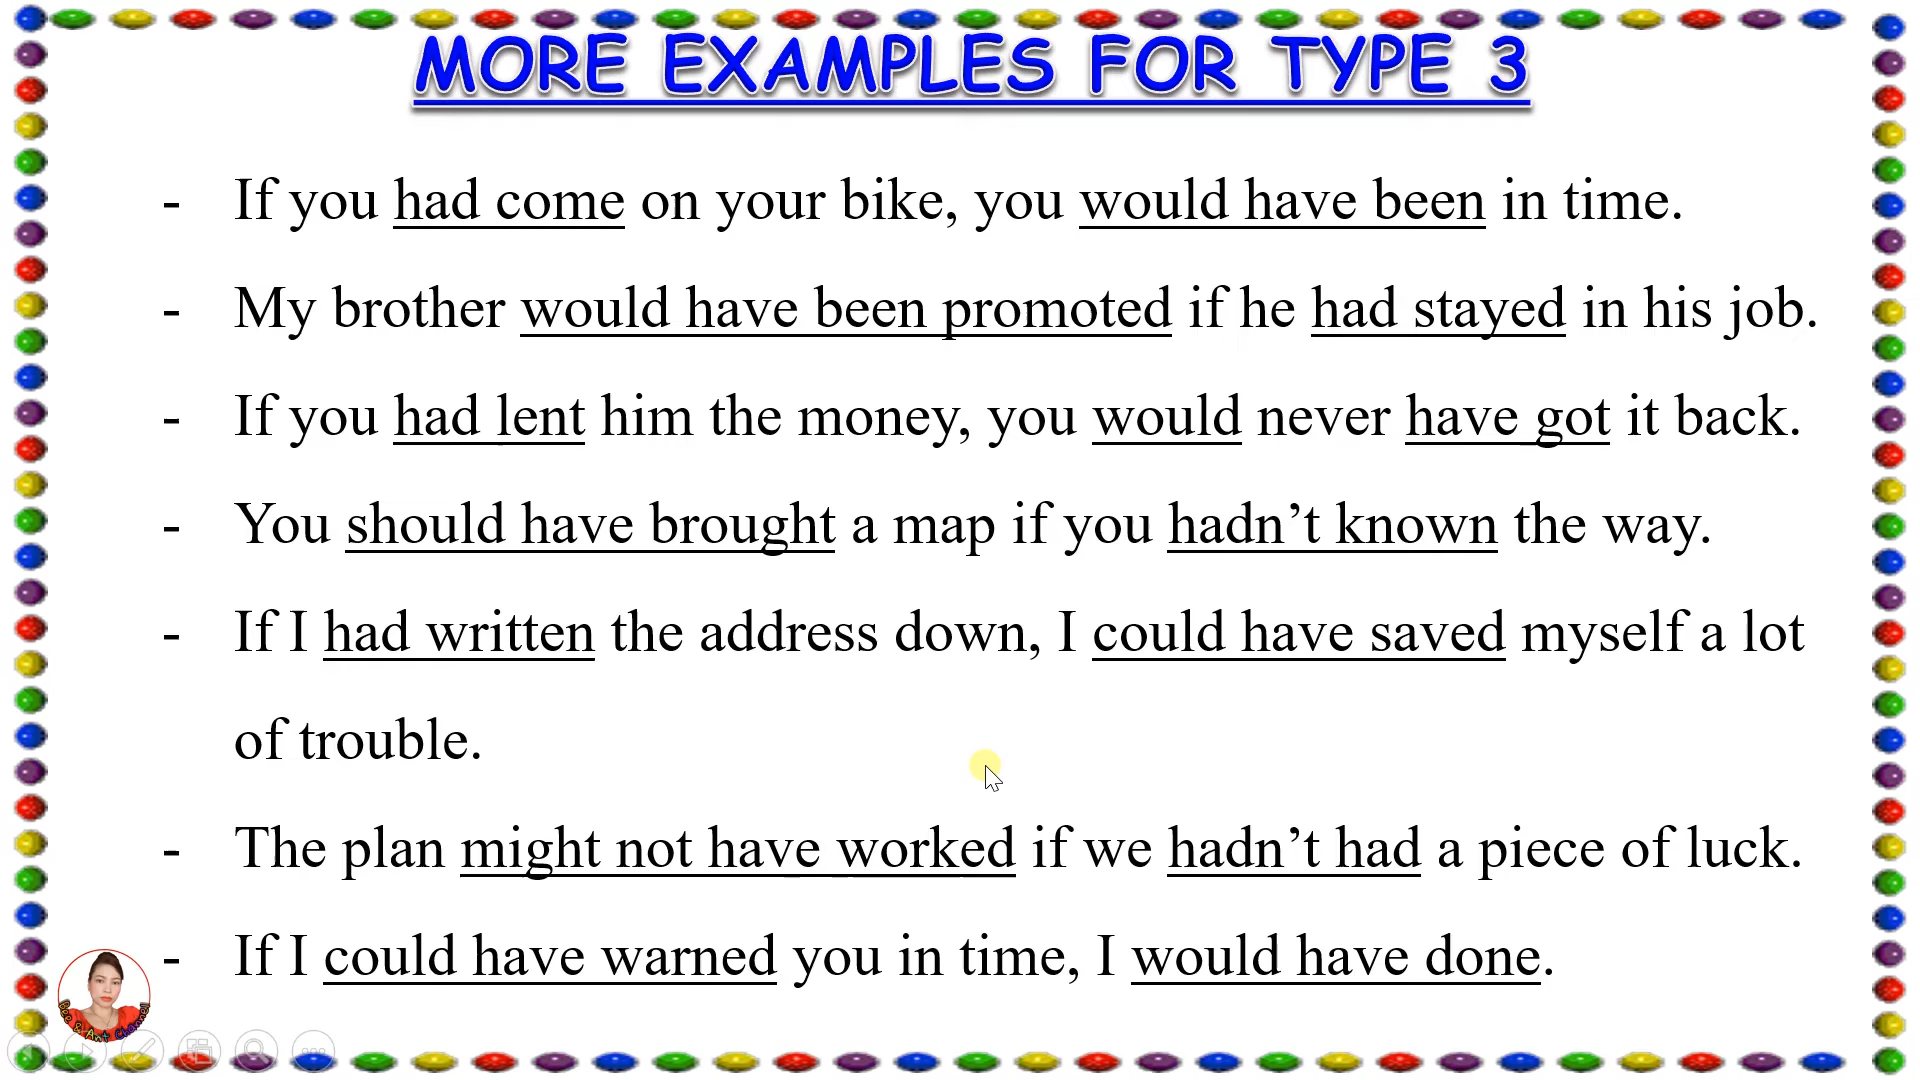 MORE EXAMPLES FOR TYPE 3
- If you had come on your bike, you would have been in time.
- My brother would have been promoted if he had stayed in his job.
- If you had lent him the money, you would never have got it back.
- You should have brought a map if you hadn’t known the way.
- If I had written the address down, I could have saved myself a lot
of trouble.
- The plan might not have worked if we hadn’t had a piece of luck.
- If I could have warned you in time, I would have done.
Bee & Ant Channel